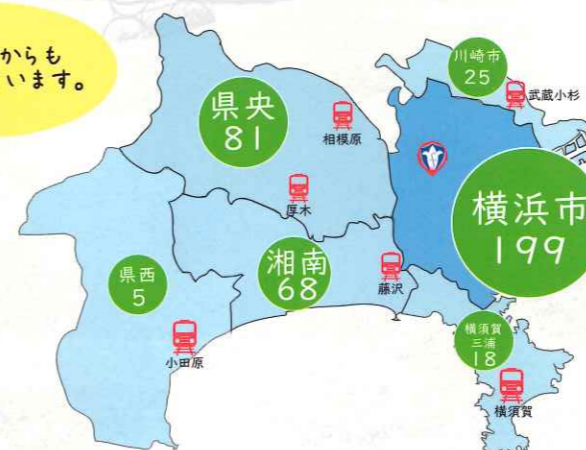 からも
います。
川崎市
25
武蔵小杉
県央
81
相模原
厚木
横浜市
199
湘南
68
藤沢
県西
5
小田原
横須賀
三浦
18
横須賀